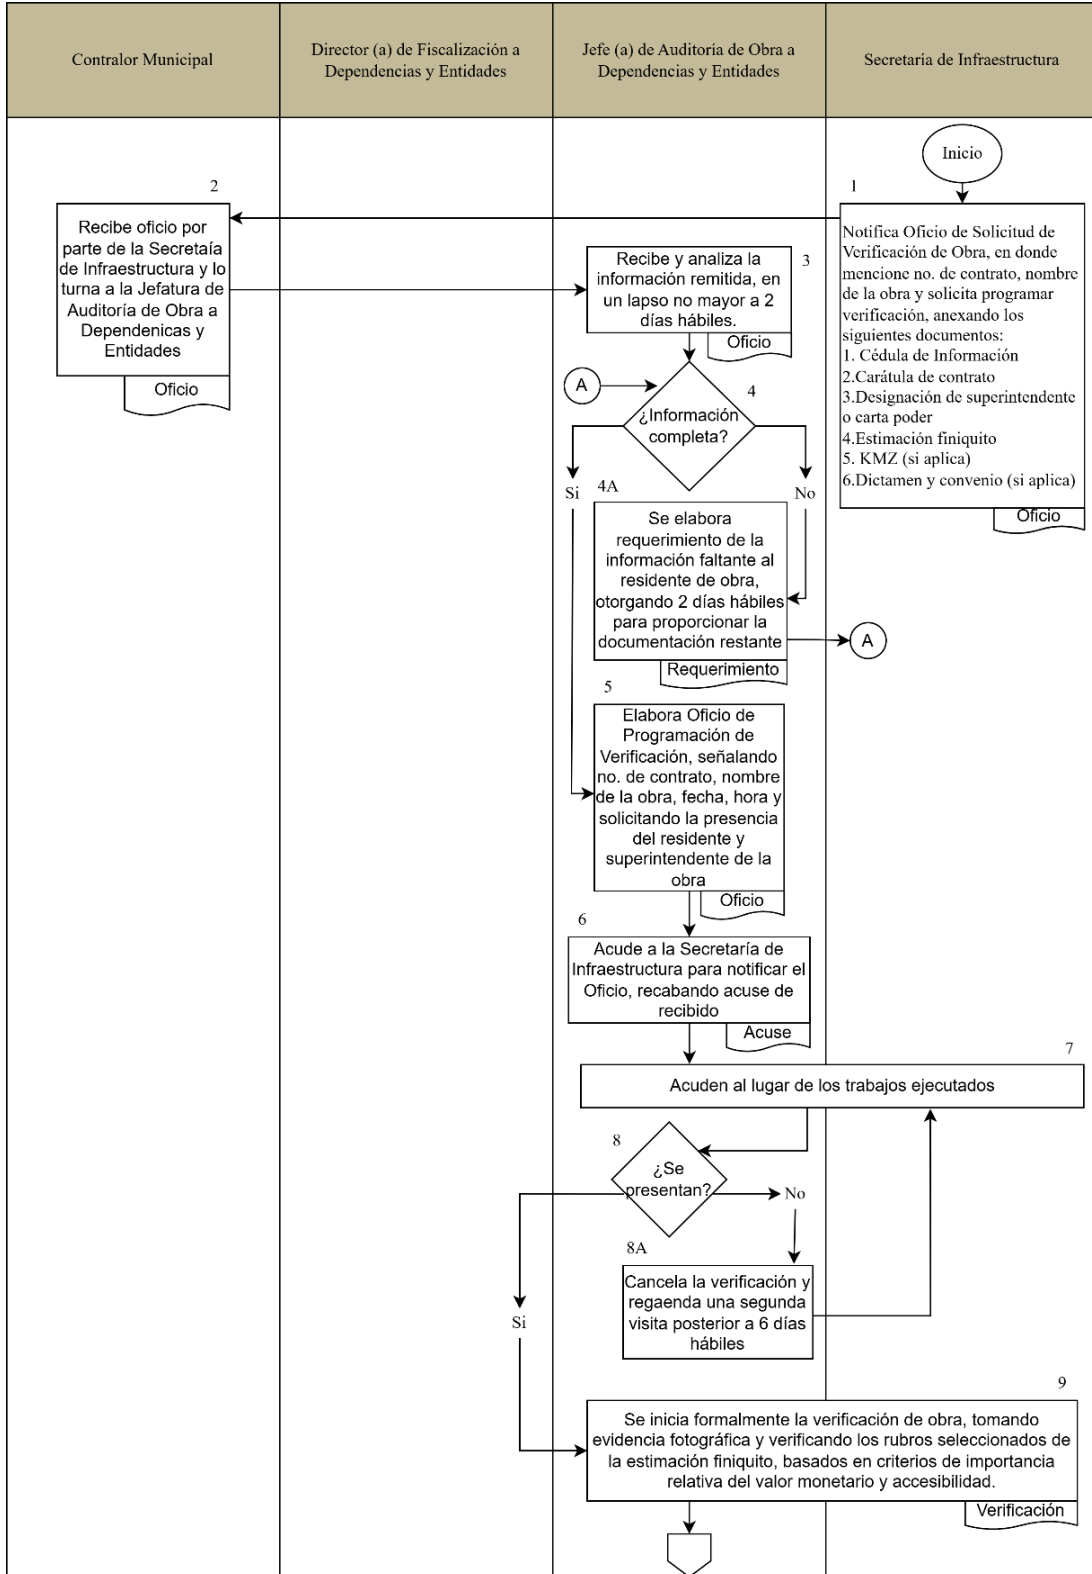 Contralor Municipal
Director (a) de Fiscalización a
Dependencias y Entidades
Jefe (a) de Auditoría de Obra a
Dependencias y Entidades
Secretaría de Infraestructura
Inicio
1
Notifica Oficio de Solicitud de
Verificación de Obra, en donde
mencione no. de contrato, nombre
de la obra y solicita programar
verificación, anexando los
siguientes documentos:
1. Cédula de Información
2.Carátula de contrato
3.Designación de superintendente
o carta poder
4.Estimación finiquito
5. KMZ (si aplica)
6.Dictamen y convenio (si aplica)
Oficio
2
Recibe oficio por
parte de la Secretaía
de Infraestructura y lo
turna a la Jefatura de
Auditoría de Obra a
Dependenicas y
Entidades
Oficio
3
Recibe y analiza la
información remitida, en
un lapso no mayor a 2
días hábiles.
Oficio
A
4
¿Información
completa?
Si
No
4A
Se elabora
requerimiento de la
información faltante al
residente de obra,
otorgando 2 días hábiles
para proporcionar la
documentación restante
Requerimiento
A
5
Elabora Oficio de
Programación de
Verificación, señalando
no. de contrato, nombre
de la obra, fecha, hora y
solicitando la presencia
del residente y
superintendente de la
obra
Oficio
6
Acude a la Secretaría de
Infraestructura para notificar el
Oficio, recabando acuse de
recibido
Acuse
7
Acuden al lugar de los trabajos ejecutados
8
¿Se
presentan?
No
Si
8A
Cancela la verificación y
regaenda una segunda
visita posterior a 6 días
hábiles
9
Se inicia formalmente la verificación de obra, tomando
evidencia fotográfica y verificando los rubros seleccionados de
la estimación finiquito, basados en criterios de importancia
relativa del valor monetario y accesibilidad.
Verificación